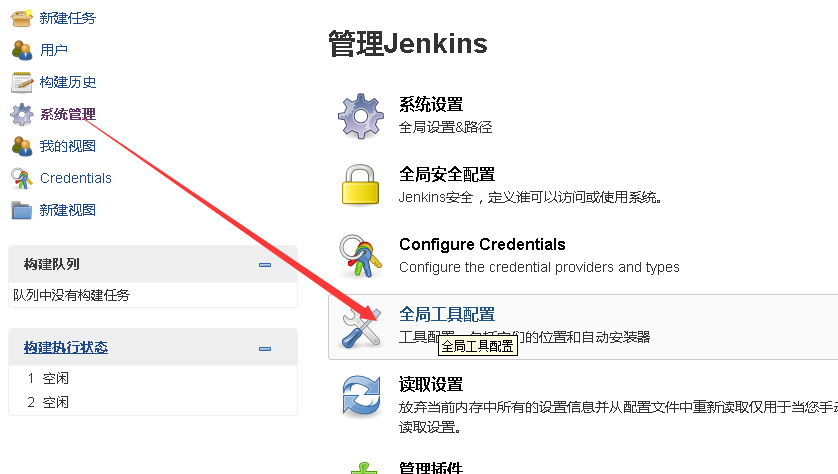 新建任务
用户
构建历史
系统管理
我的视图
Credentials
新建视图
构建队列
队列中没有构建任务
构建执行状态
1 空闲
2 空闲
管理Jenkins
系统设置
全局设置&路径
全局安全配置
Jenkins安全，定义谁可以访问或使用系统。
Configure Credentials
Configure the credential providers and types
全局工具配置
工具配置，包括它们的位置和自动安装器
全局工具配置
读取设置
放弃当前内存中所有的设置信息并从配置文件中重新读取仅用于当您手动
读取设置。
管理插件